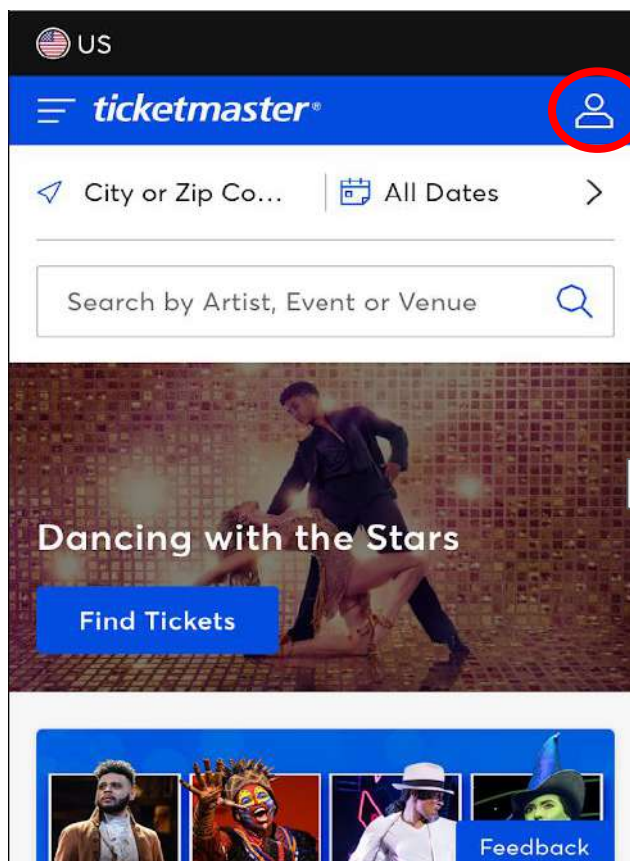 US
ticketmaster®
City or Zip Co... All Dates
Search by Artist, Event or Venue
Dancing with the Stars
Find Tickets
Feedback